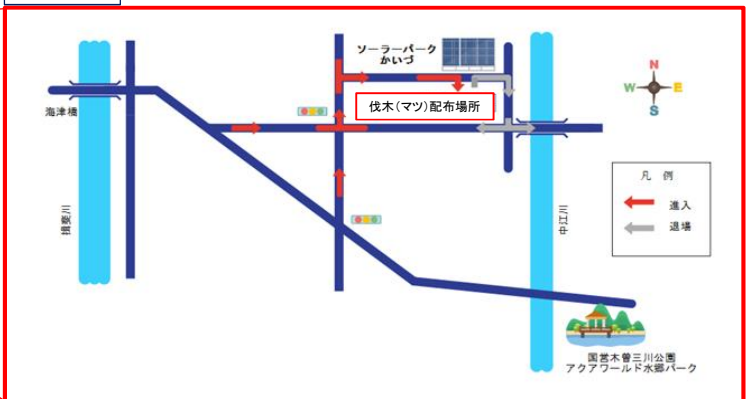 ソーラーパーク
かいづ
N
W
E
S
海津橋
伐木(マツ)配布場所
凡 例
進入
退場
揖斐川
中江川
国営木曽三川公園
アクアワールド水郷パーク